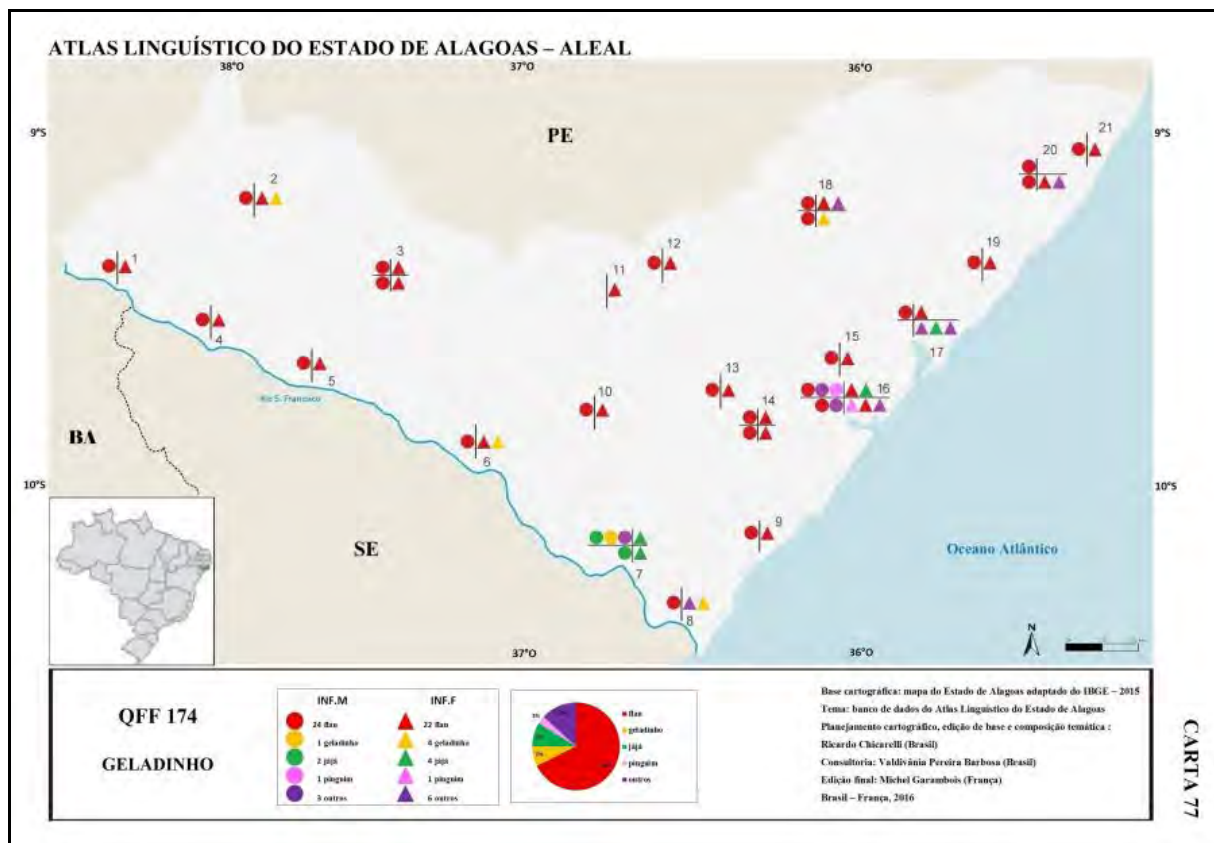 ATLAS LINGUÍSTICO DO ESTADO DE ALAGOAS – ALEAL
38°O
37°O
36°O
9°S
9°S
PE
1
2
3
4
5
6
7
8
9
10
11
12
13
14
15
16
17
18
19
20
21
Rio S. Francisco
BA
SE
10°S
10°S
Oceano Atlântico
N
37°O
36°O
QFF 174
GELADINHO
INF.M
INF.F
24 flau
22 flau
1 geladinho
4 geladinho
2 jájá
4 jájá
1 pinguim
1 pinguim
3 outros
6 outros
flau
geladinho
jájá
pinguim
outros
Base cartográfica: mapa do Estado de Alagoas adaptado do IBGE – 2015
Tema: banco de dados do Atlas Linguístico do Estado de Alagoas
Planejamento cartográfico, edição de base e composição temática :
Ricardo Chicarelli (Brasil)
Consultoria: Valdivânia Pereira Barbosa (Brasil)
Edição final: Michel Garambois (França)
Brasil – França, 2016
CARTA 77